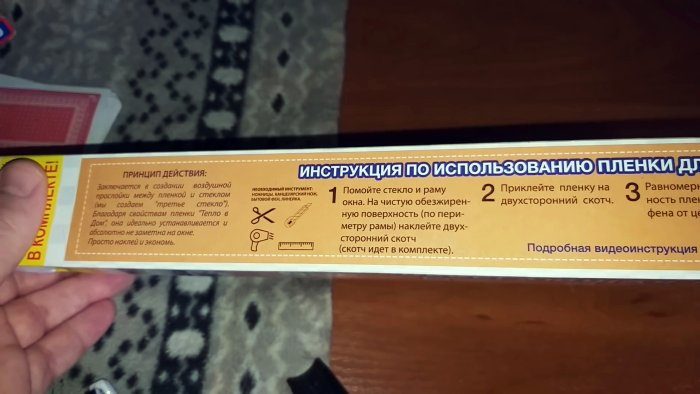 В КОМПЛЕКТЕ!
ПРИНЦИП ДЕЙСТВИЯ:
Заключается в создании воздушной
прослойки между пленкой и стеклом
(мы создаем "третье стекло").
Благодаря свойствам пленки "Тепло в
Дом", она идеально устанавливается и
абсолютно не заметна на окне.
Просто наклей и экономь.
ИНСТРУКЦИЯ ПО ИСПОЛЬЗОВАНИЮ ПЛЕНКИ ДЛ
НЕОБХОДИМЫЙ ИНСТРУМЕНТ:
НОЖНИЦЫ, КАНЦЕЛЯРСКИЙ НОЖ,
БЫТОВОЙ ФЕН, ЛИНЕЙКА.
1 Помойте стекло и раму
окна. На чистую обезжирен-
ную поверхность (по пери-
метру рамы) наклейте двух-
сторонний скотч
(скотч идет в комплекте).
2 Приклейте пленку на
двухсторонний скотч.
3 Равномер
ность плен
фена от це
Подробная видеоинструкция